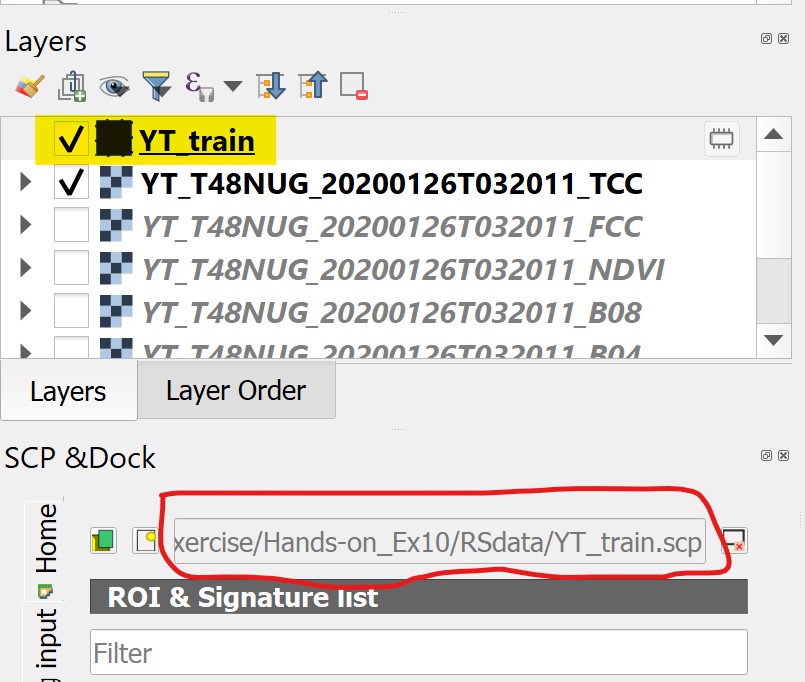 Layers
YT_train
YT_T48NUG_20200126T032011_TCC
YT_T48NUG_20200126T032011_FCC
YT_T48NUG_20200126T032011_NDVI
YT_T48NUG_20200126T032011_B08
YT_T48NUG_20200126T032011_B04
Layers
Layer Order
SCP &Dock
Home
xercise/Hands-on_Ex10/RSdata/YT_train.scp
ROI & Signature list
input
Filter